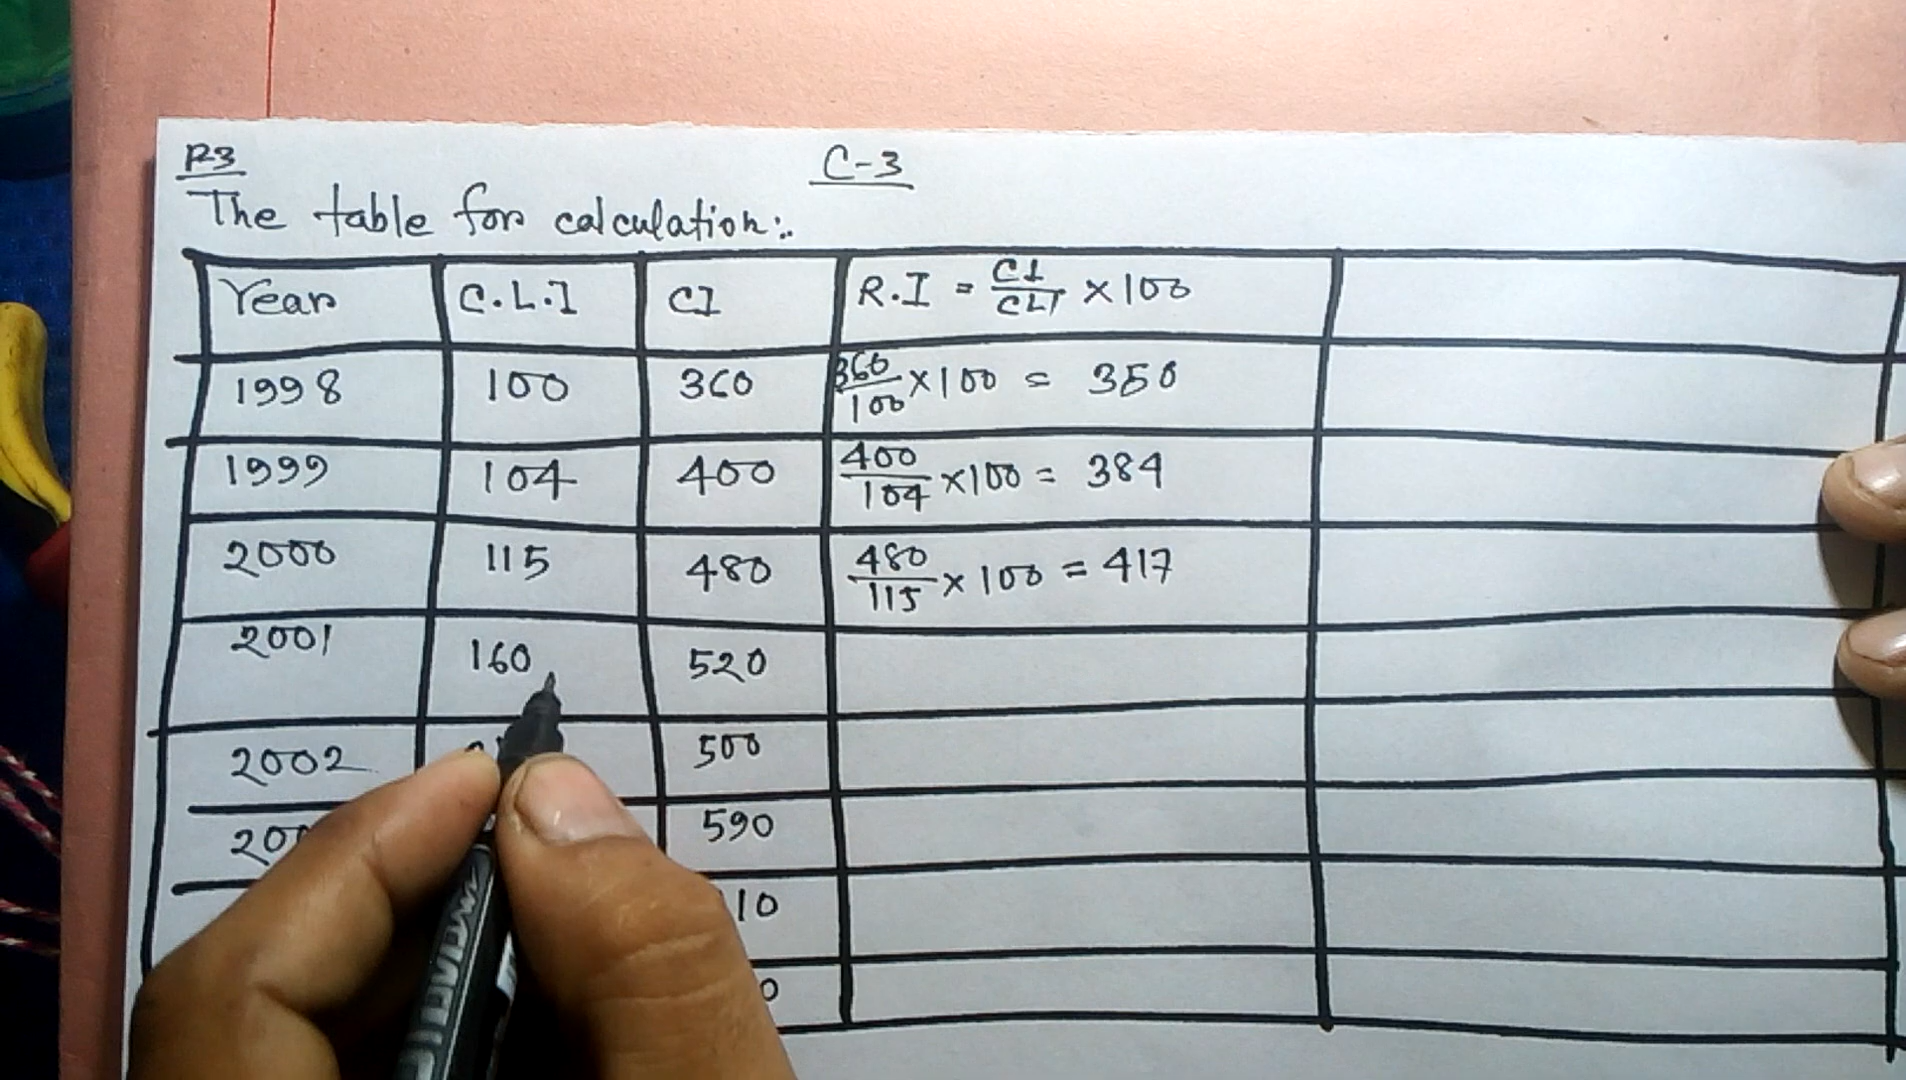 P3
C-3
The table for calculation:.
Year C.L.I CI R.I = CI/CLI × 100
1998 100 360 360/100 × 100 = 350
1999 104 400 400/104 × 100 = 384
2000 115 480 480/115 × 100 = 417
2001 160 520
2002 500
590